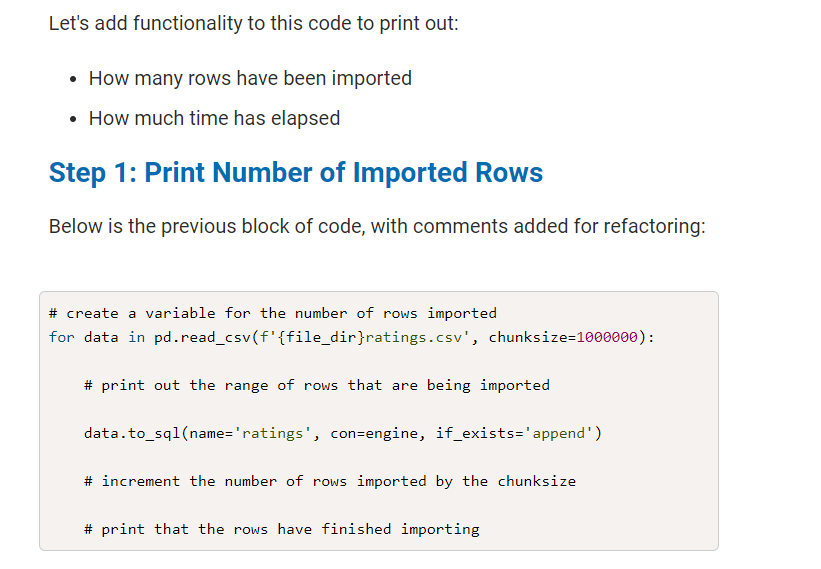 Let's add functionality to this code to print out:
• How many rows have been imported
• How much time has elapsed
Step 1: Print Number of Imported Rows
Below is the previous block of code, with comments added for refactoring:
# create a variable for the number of rows imported
for data in pd.read_csv(f'{file_dir}ratings.csv', chunksize=1000000):
    # print out the range of rows that are being imported
    data.to_sql(name='ratings', con=engine, if_exists='append')
    # increment the number of rows imported by the chunksize
    # print that the rows have finished importing